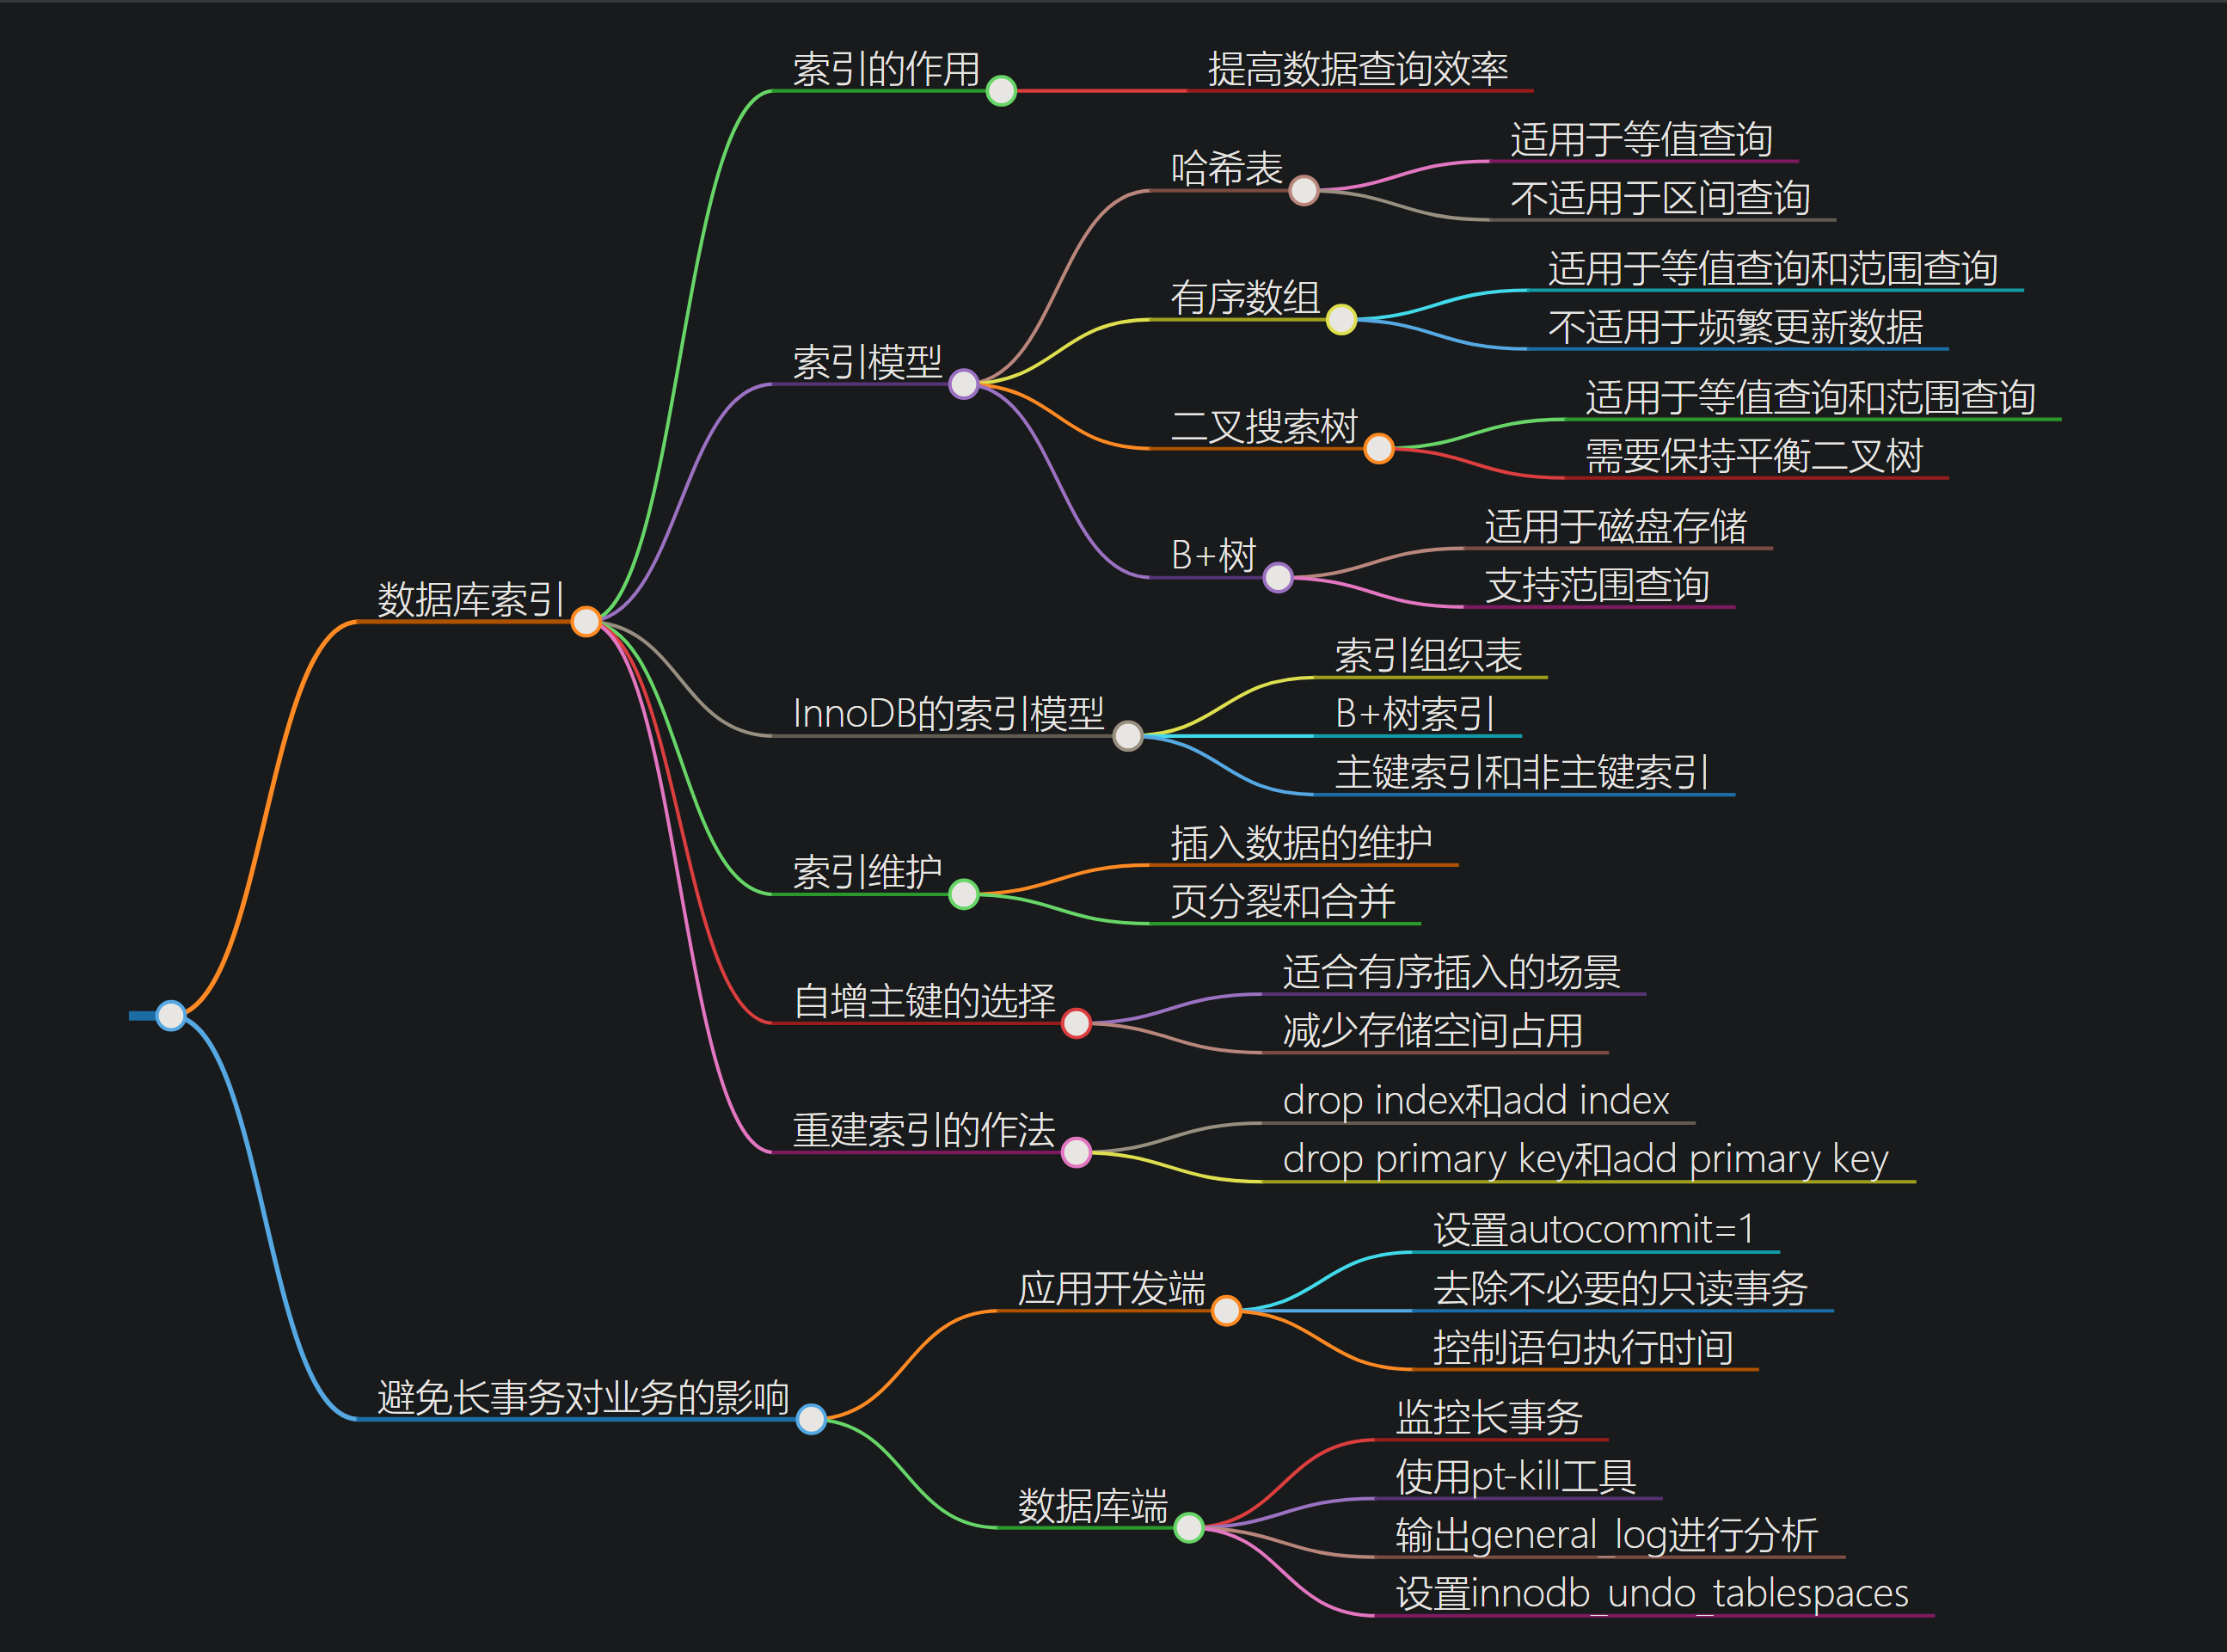 索引的作用
提高数据查询效率
索引模型
哈希表
适用于等值查询
不适用于区间查询
有序数组
适用于等值查询和范围查询
不适用于频繁更新数据
二叉搜索树
适用于等值查询和范围查询
需要保持平衡二叉树
B+树
适用于磁盘存储
支持范围查询
数据库索引
InnoDB的索引模型
索引组织表
B+树索引
主键索引和非主键索引
索引维护
插入数据的维护
页分裂和合并
自增主键的选择
适合有序插入的场景
减少存储空间占用
重建索引的作法
drop index和add index
drop primary key和add primary key
避免长事务对业务的影响
应用开发端
设置autocommit=1
去除不必要的只读事务
控制语句执行时间
数据库端
监控长事务
使用pt-kill工具
输出general_log进行分析
设置innodb_undo_tablespaces